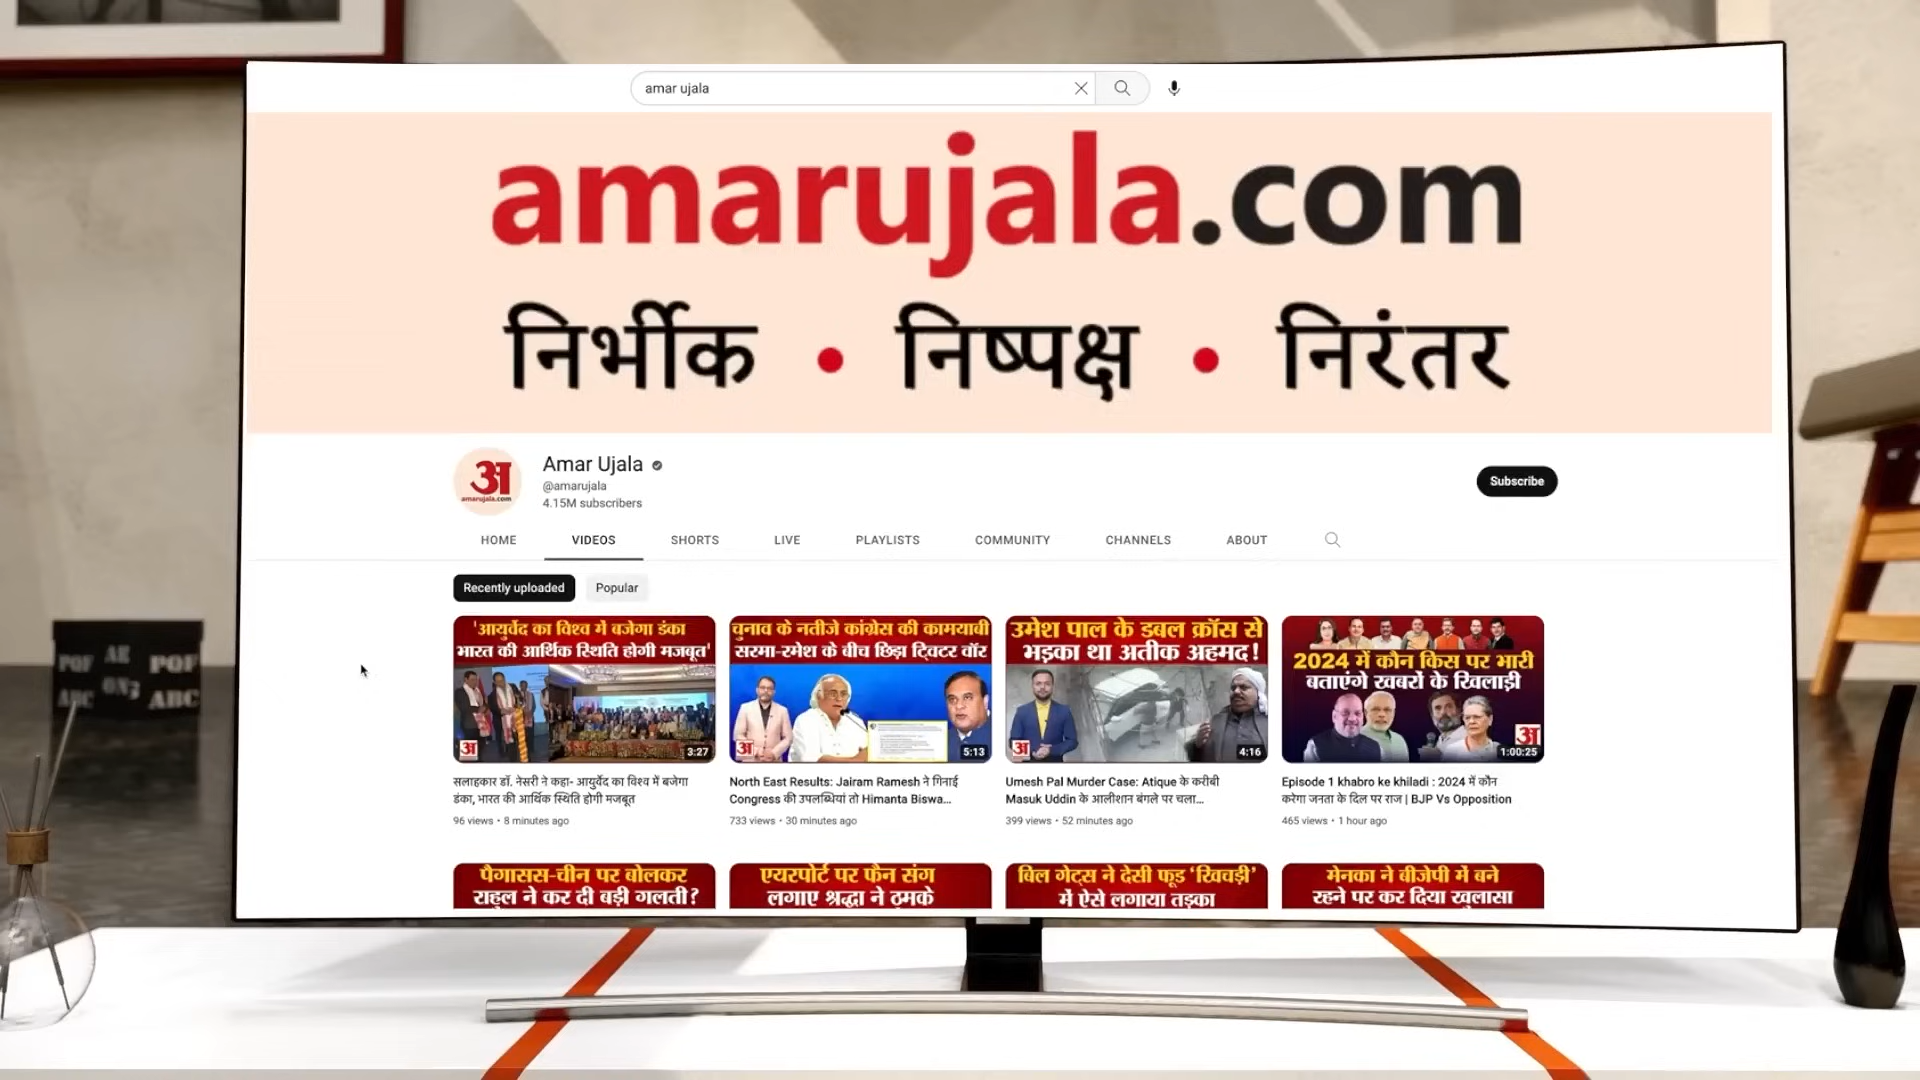 amar ujala
amarujala.com
निर्भीक • निष्पक्ष • निरंतर
अ
amarujala.com
Amar Ujala
@amarujala
4.15M subscribers
Subscribe
HOME VIDEOS SHORTS LIVE PLAYLISTS COMMUNITY CHANNELS ABOUT
Recently uploaded Popular
'आयुर्वेद का विश्व में बजेगा डंका
भारत की आर्थिक स्थिति होगी मजबूत'
अ
3:27
सलाहकार डॉ. नेसरी ने कहा- आयुर्वेद का विश्व में बजेगा
डंका, भारत की आर्थिक स्थिति होगी मजबूत
96 views • 8 minutes ago
चुनाव के नतीजे कांग्रेस की कामयाबी
सरमा-रमेश के बीच छिड़ा ट्विटर वॉर
अ
5:13
North East Results: Jairam Ramesh ने गिनाई
Congress की उपलब्धियां तो Himanta Biswa...
733 views • 30 minutes ago
उमेश पाल के डबल क्रॉस से
भड़का था अतीक अहमद!
अ
4:16
Umesh Pal Murder Case: Atique के करीबी
Masuk Uddin के आलीशान बंगले पर चला...
399 views • 52 minutes ago
2024 में कौन किस पर भारी
बताएंगे खबरों के खिलाड़ी
अ
1:00:25
Episode 1 khabro ke khiladi : 2024 में कौन
करेगा जनता के दिल पर राज | BJP Vs Opposition
465 views • 1 hour ago
पैगासस-चीन पर बोलकर
राहुल ने कर दी बड़ी गलती?
एयरपोर्ट पर फैन संग
लगाए श्रद्धा ने ठुमके
बिल गेट्स ने देसी फूड 'खिचड़ी'
में ऐसे लगाया तड़का
मेनका ने बीजेपी में बने
रहने पर कर दिया खुलासा